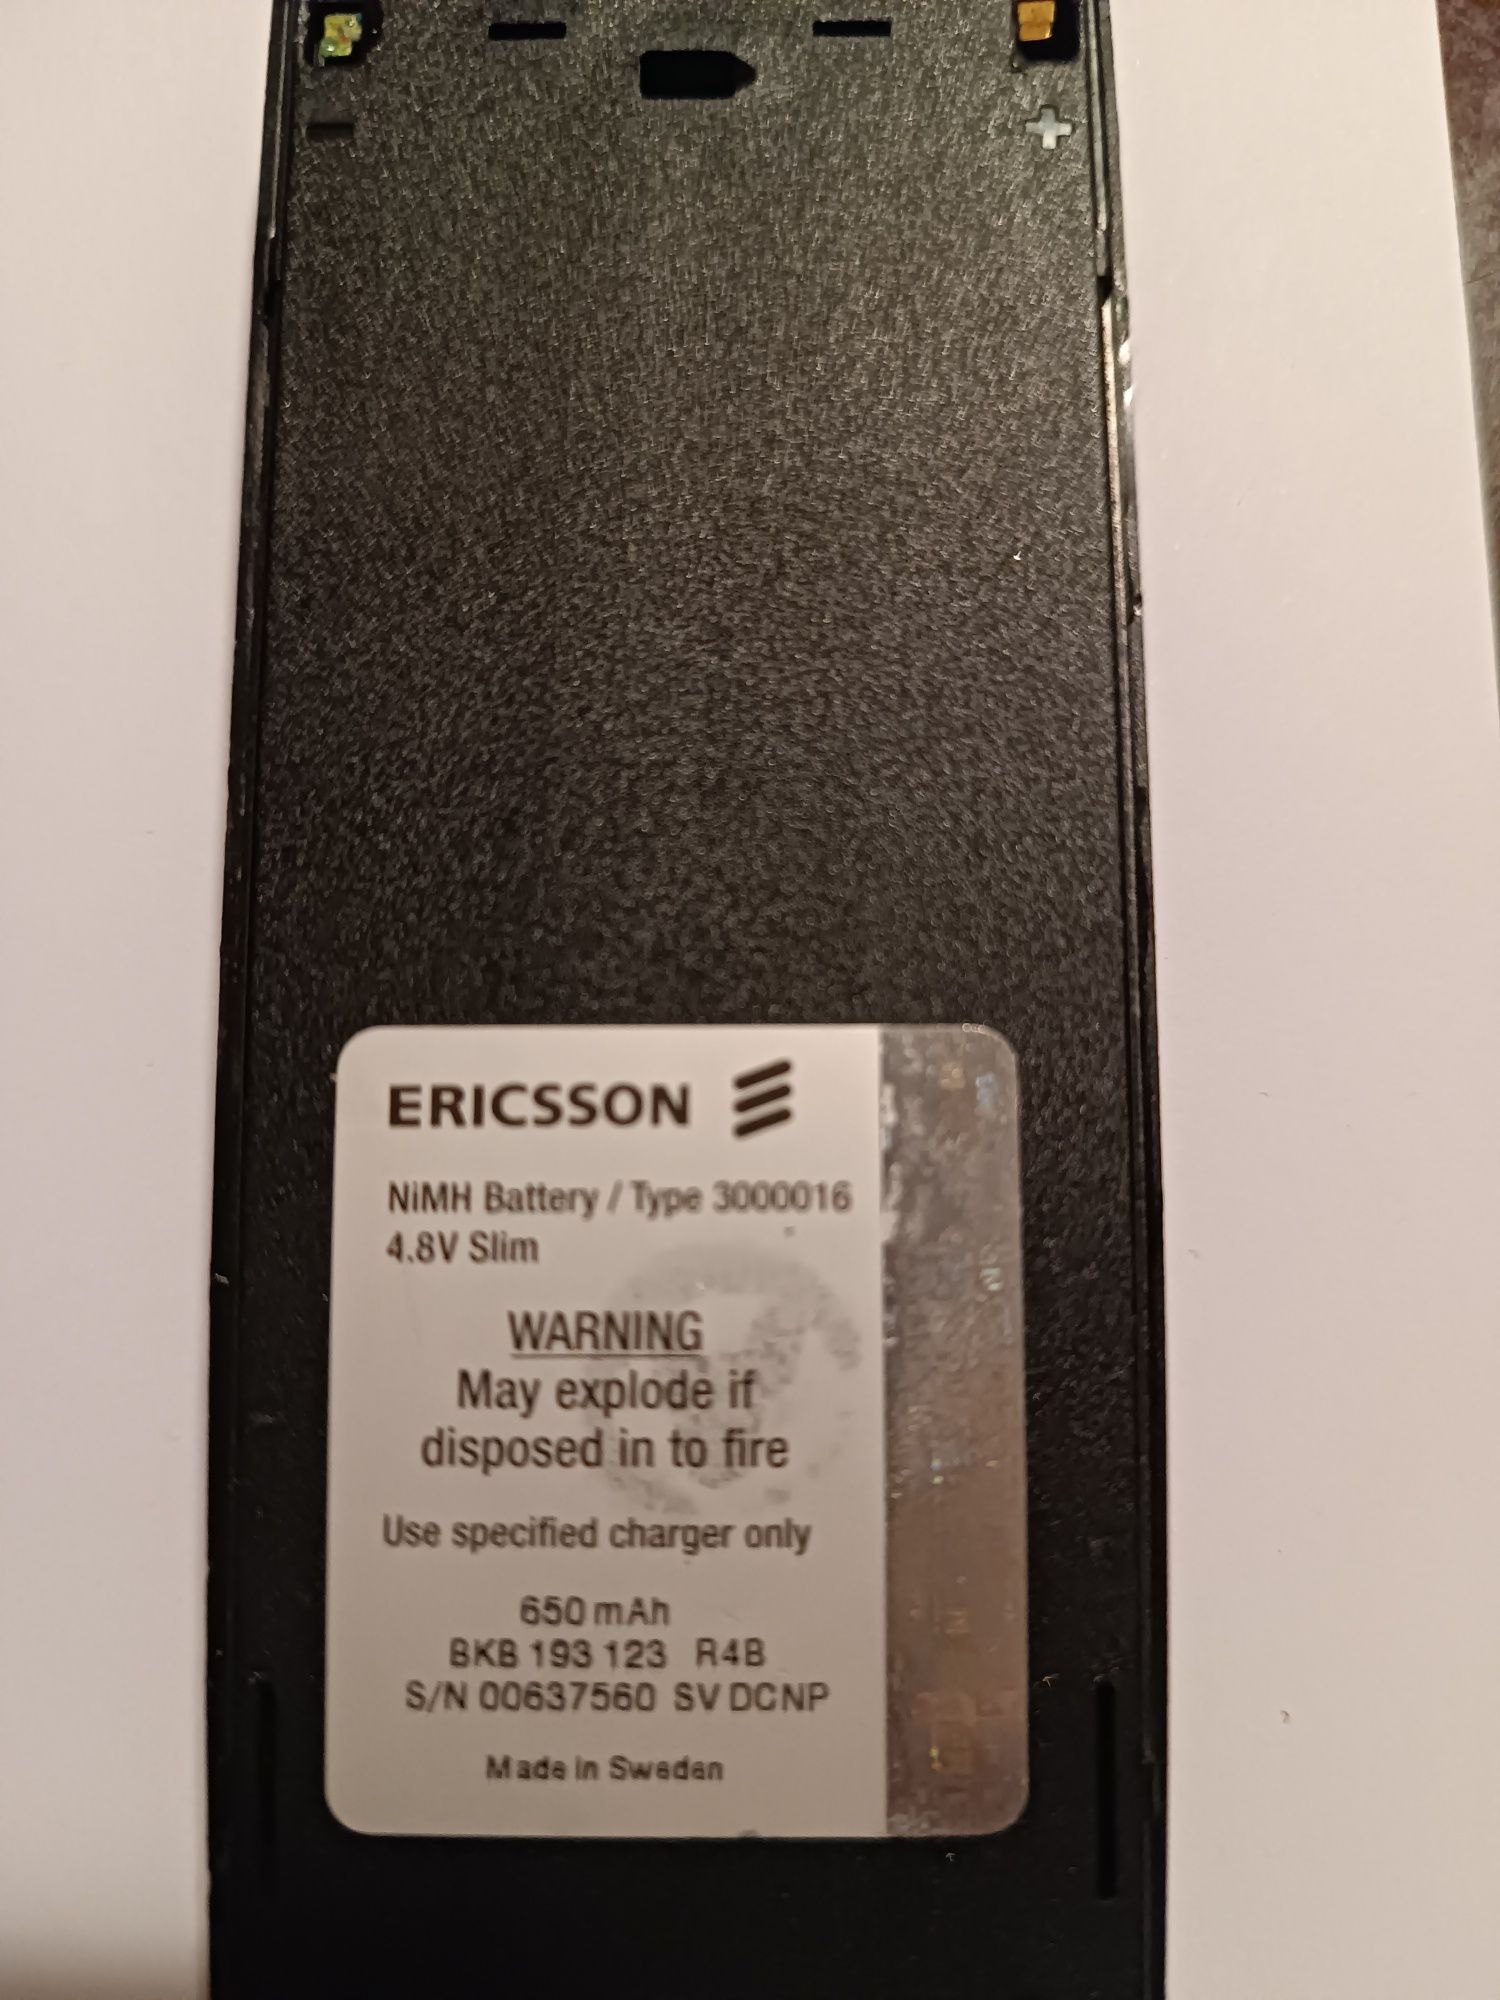 - +
ERICSSON
NiMH Battery / Type 3000016
4.8V Slim
WARNING
May explode if
disposed in to fire
Use specified charger only
650 mAh
BKB 193 123 R4B
S/N 00637560 SV DCNP
Made in Sweden